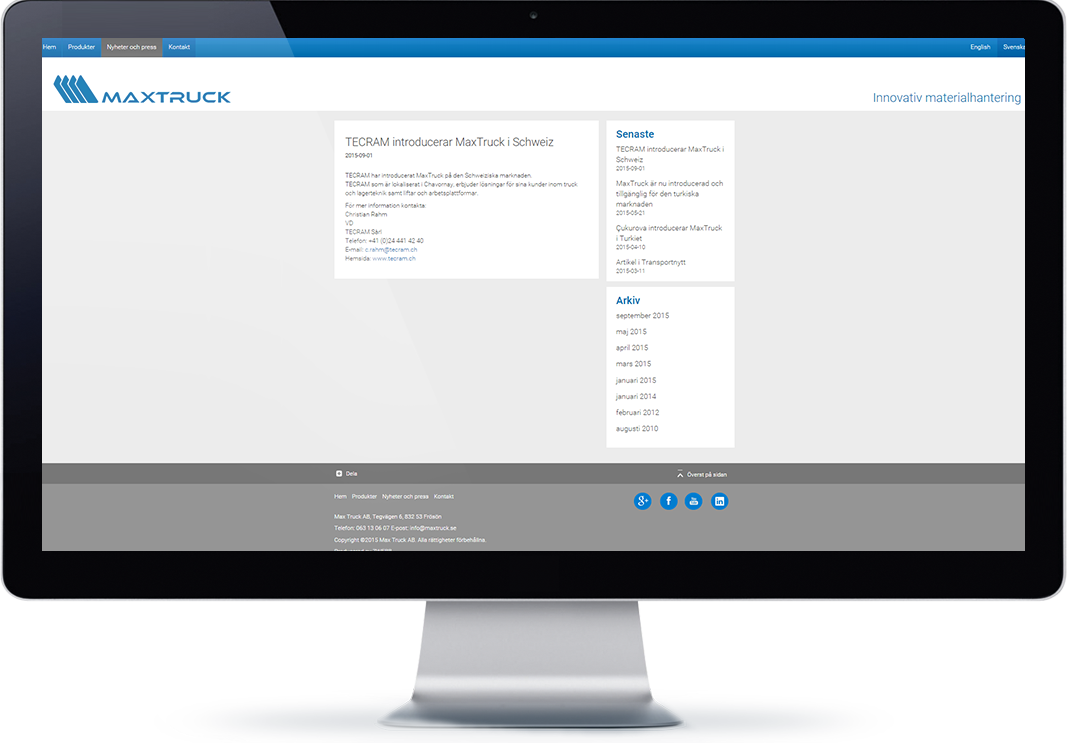 Hem Produkter Nyheter och press Kontakt English Svenska
MAXTRUCK
Innovativ materialhantering
TECRAM introducerar MaxTruck i Schweiz
2015-09-01
TECRAM har introducerat MaxTruck på den Schweiziska marknaden.
TECRAM som är lokaliserat i Chavornay, erbjuder lösningar för sina kunder inom truck
och lagerteknik samt liftar och arbetsplattformar.
För mer information kontakta:
Christian Rahm
VD
TECRAM Sàrl
Telefon: +41 (0)24 441 42 40
E-mail: c.rahm@tecram.ch
Hemsida: www.tecram.ch
Senaste
TECRAM introducerar MaxTruck i
Schweiz
2015-09-01
MaxTruck är nu introducerad och
tillgänglig för den turkiska
marknaden
2015-05-21
Çukurova introducerar MaxTruck
i Turkiet
2015-04-10
Artikel i Transportnytt
2015-03-11
Arkiv
september 2015
maj 2015
april 2015
mars 2015
januari 2015
januari 2014
februari 2012
augusti 2010
Dela
Överst på sidan
Hem Produkter Nyheter och press Kontakt
Max Truck AB, Tegvägen 6, 832 53 Frösön
Telefon: 063 13 06 07 E-post: info@maxtruck.se
Copyright ©2015 Max Truck AB. Alla rättigheter förbehållna.